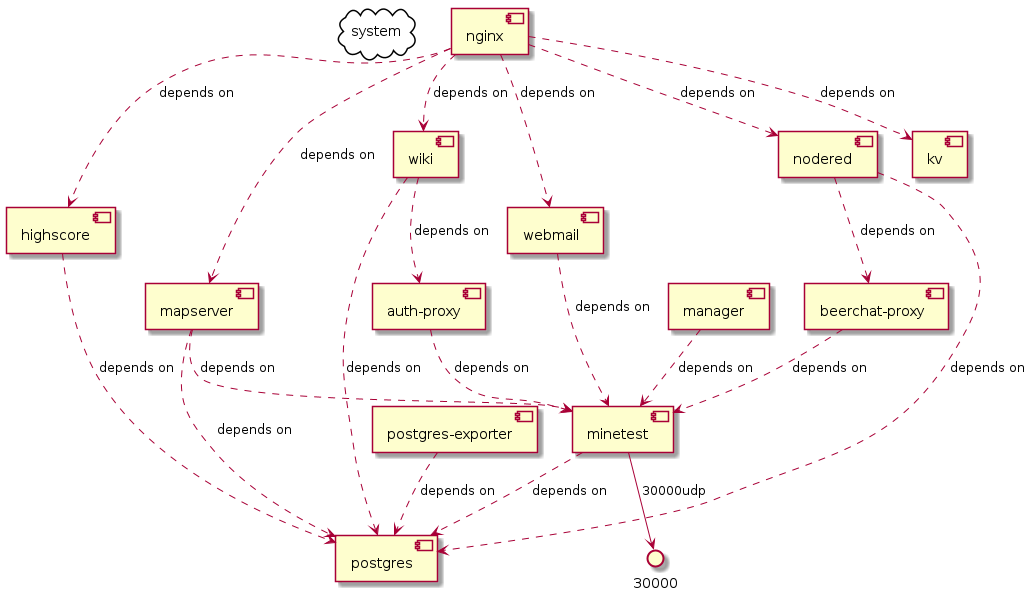 system
nginx
depends on
depends on
depends on
depends on
depends on
depends on
wiki
nodered
kv
highscore
depends on
webmail
depends on
mapserver
auth-proxy
depends on
manager
beerchat-proxy
depends on
depends on
depends on
depends on
depends on
depends on
depends on
postgres-exporter
minetest
depends on
depends on
depends on
30000udp
postgres
30000